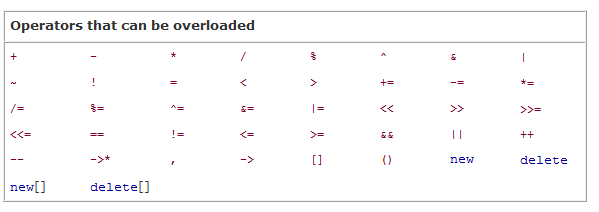 Operators that can be overloaded
+ - * / % ^ & |
~ ! = < > += -= *=
/= %= ^= &= |= << >> >>=
<<= == != <= >= && || ++
-- ->* , -> [] () new delete
new[] delete[]